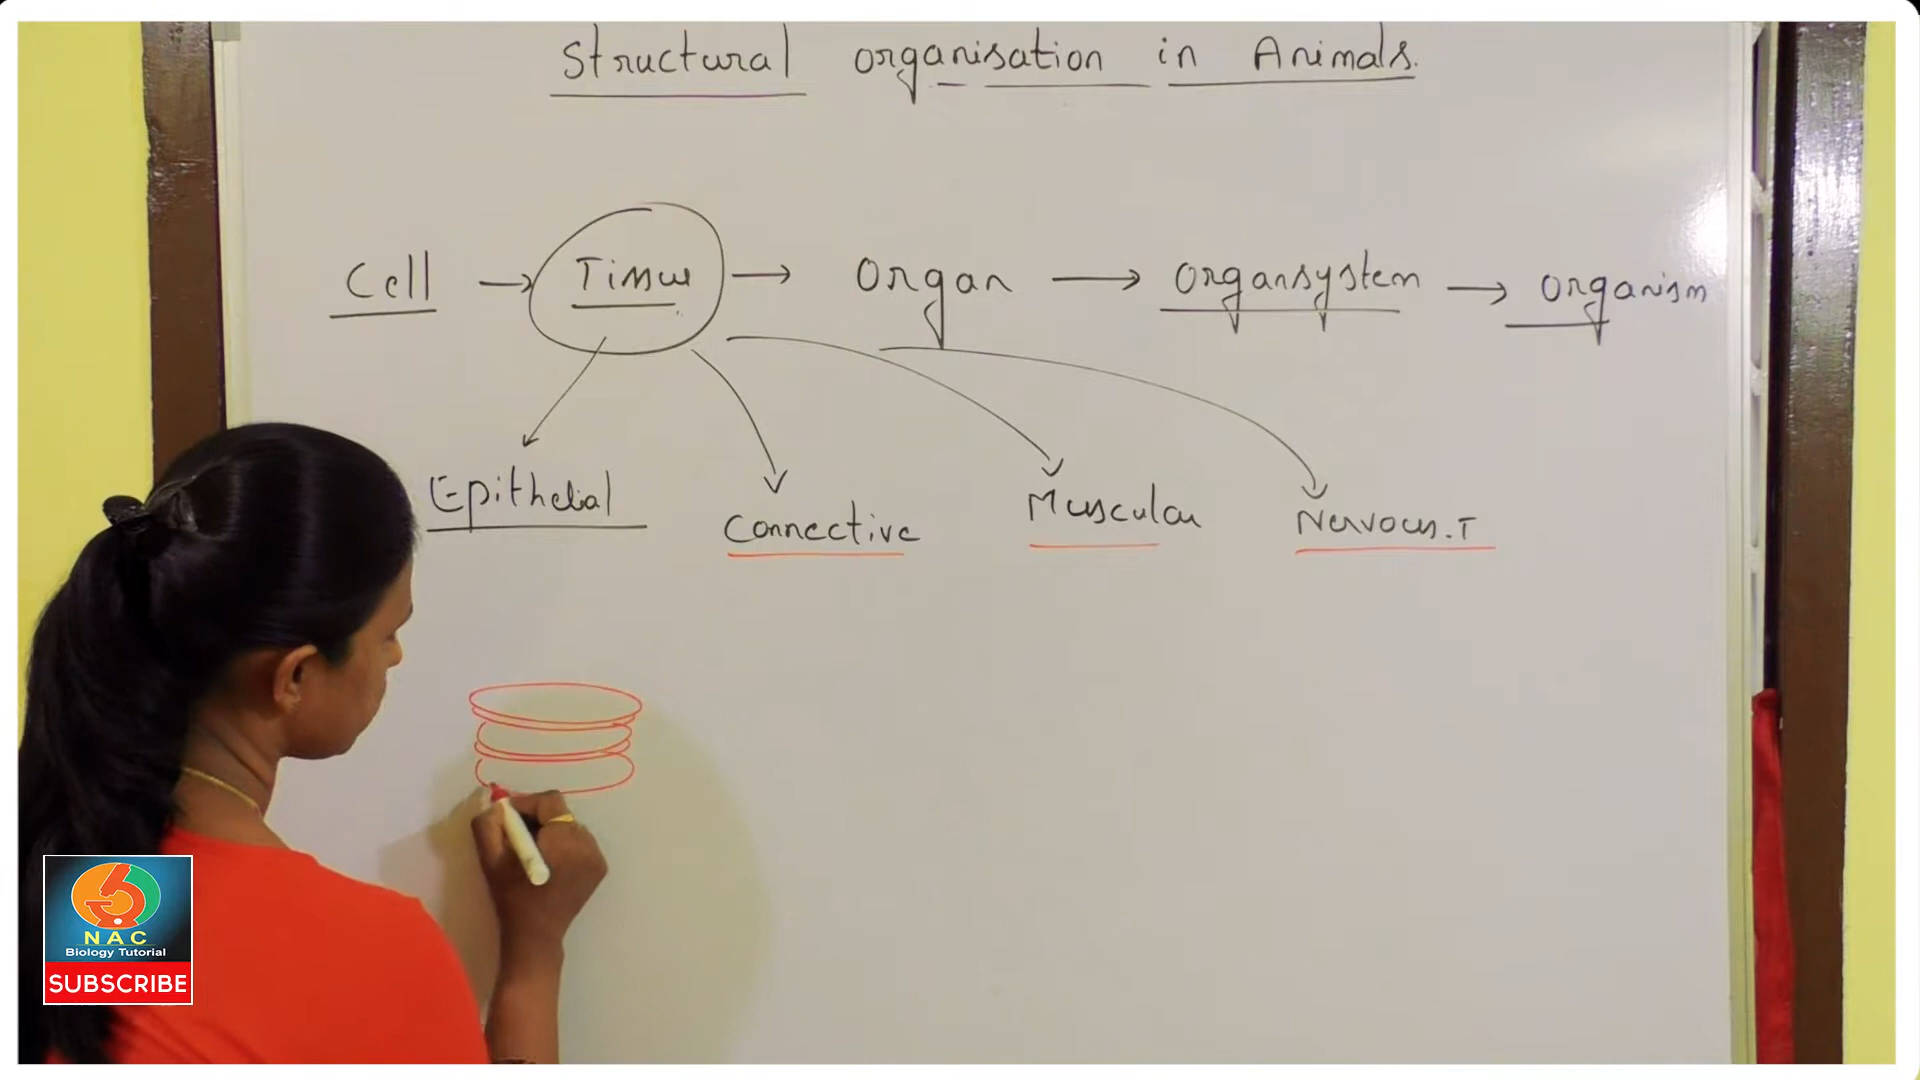 Structural organisation in Animals.
Cell → Tissue → Organ → Organsystem → Organism
Epithelial Connective Muscular Nervous.T
NAC
Biology Tutorial
SUBSCRIBE